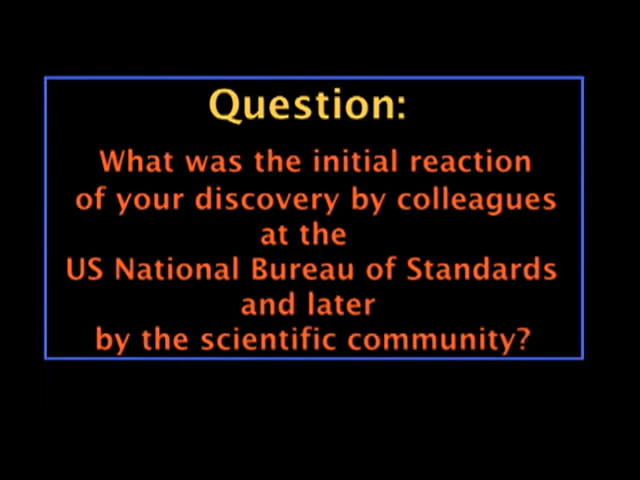 Question:
What was the initial reaction
of your discovery by colleagues
at the
US National Bureau of Standards
and later
by the scientific community?